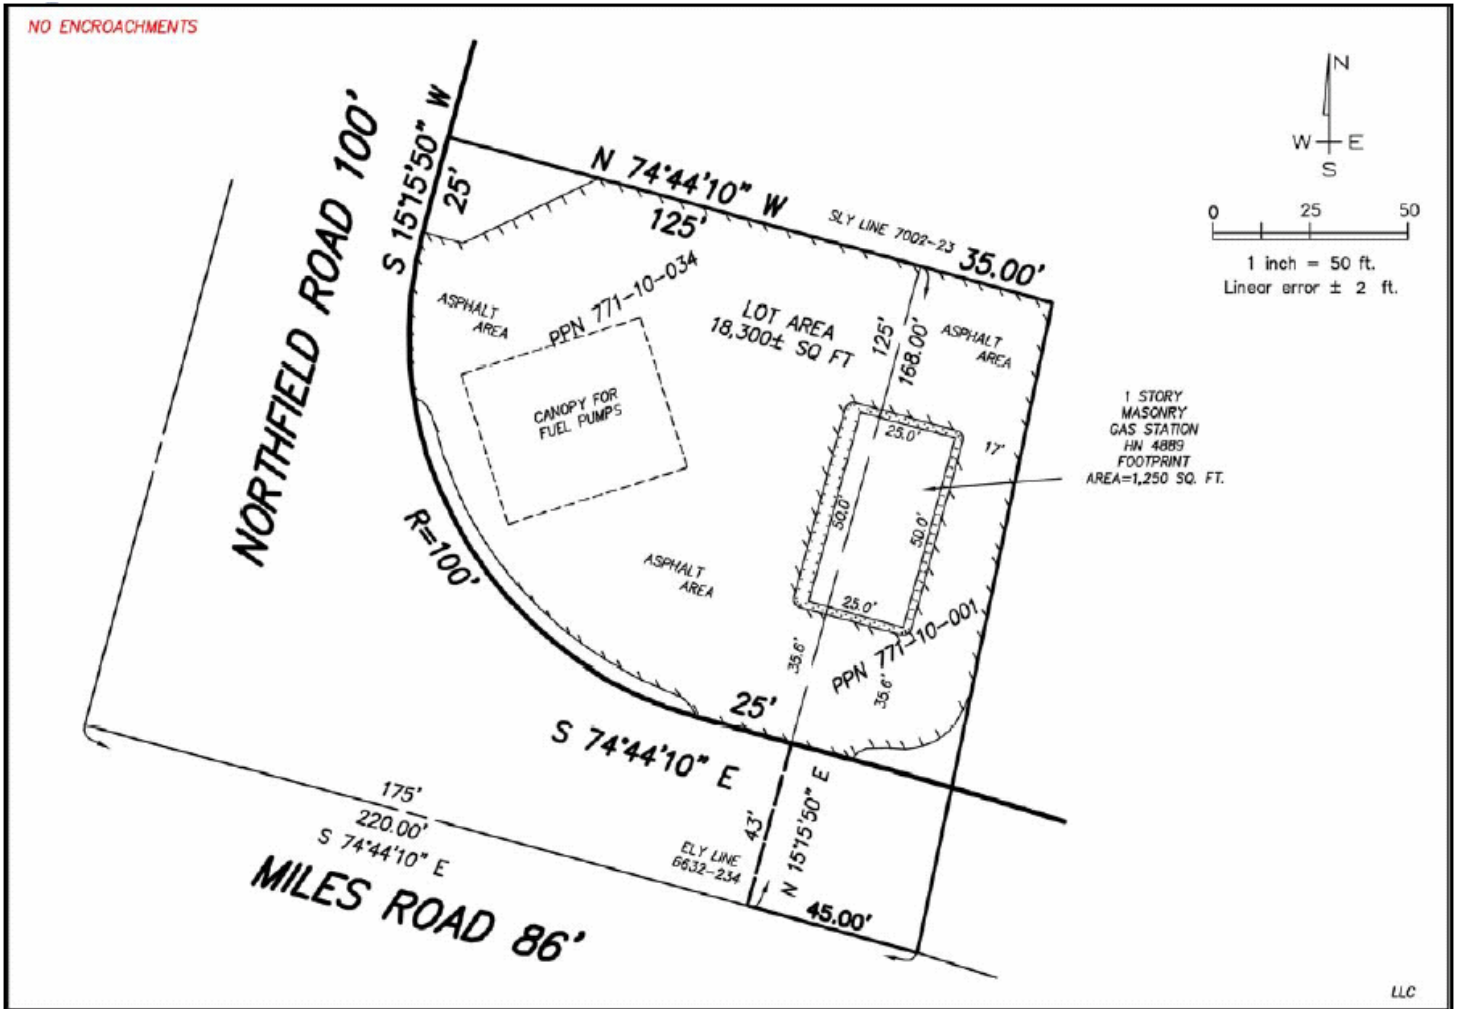 NO ENCROACHMENTS
N
W E
S
0 25 50
1 inch = 50 ft.
Linear error ± 2 ft.
NORTHFIELD ROAD 100'
S 15°15'50" W
25'
N 74°44'10" W
125'
SLY LINE 7002-23
35.00'
ASPHALT
AREA
PPN 771-10-034
LOT AREA
18,300± SQ FT
125'
168.00'
ASPHALT
AREA
CANOPY FOR
FUEL PUMPS
1 STORY
MASONRY
GAS STATION
HN 4889
FOOTPRINT
AREA=1,250 SQ. FT.
25.0'
17'
50.0'
50.0'
25.0'
R=100'
ASPHALT
AREA
35.6'
PPN 771-10-001
35.6'
25'
S 74°44'10" E
43'
N 15°15'50" E
175'
220.00'
S 74°44'10" E
ELY LINE
6632-234
45.00'
MILES ROAD 86'
LLC